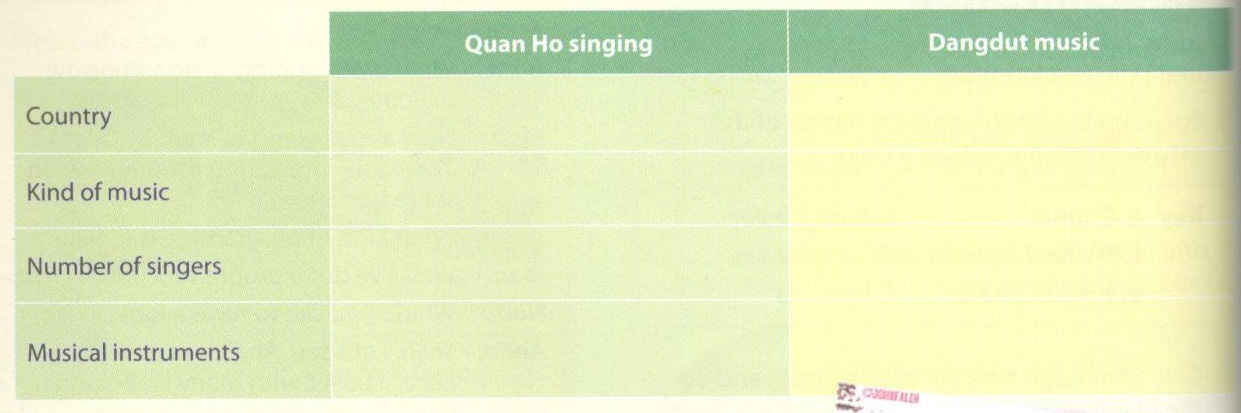 Quan Ho singing Dangdut music
Country
Kind of music
Number of singers
Musical instruments